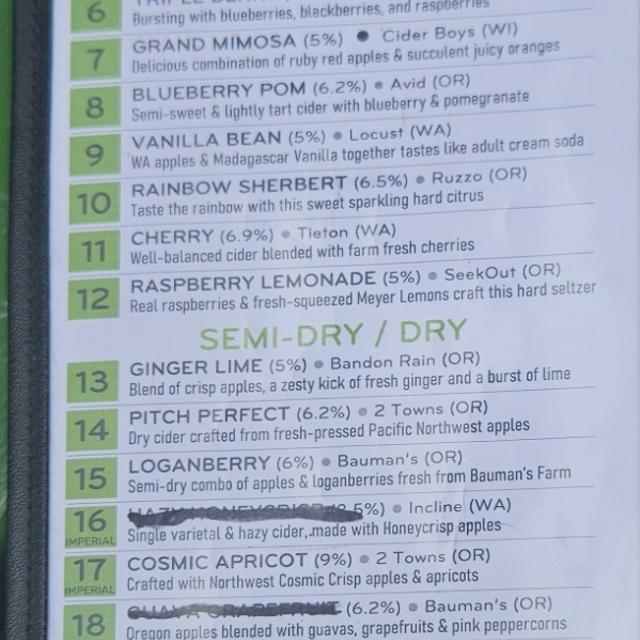 6
Bursting with blueberries, blackberries, and raspberries
7 GRAND MIMOSA (5%) ● Cider Boys (WI)
Delicious combination of ruby red apples & succulent juicy oranges
8 BLUEBERRY POM (6.2%) ● Avid (OR)
Semi-sweet & lightly tart cider with blueberry & pomegranate
9 VANILLA BEAN (5%) ● Locust (WA)
WA apples & Madagascar Vanilla together tastes like adult cream soda
10 RAINBOW SHERBERT (6.5%) ● Ruzzo (OR)
Taste the rainbow with this sweet sparkling hard citrus
11 CHERRY (6.9%) ● Tieton (WA)
Well-balanced cider blended with farm fresh cherries
12 RASPBERRY LEMONADE (5%) ● SeekOut (OR)
Real raspberries & fresh-squeezed Meyer Lemons craft this hard seltzer
SEMI-DRY / DRY
13 GINGER LIME (5%) ● Bandon Rain (OR)
Blend of crisp apples, a zesty kick of fresh ginger and a burst of lime
14 PITCH PERFECT (6.2%) ● 2 Towns (OR)
Dry cider crafted from fresh-pressed Pacific Northwest apples
15 LOGANBERRY (6%) ● Bauman's (OR)
Semi-dry combo of apples & loganberries fresh from Bauman's Farm
16 5%) ● Incline (WA)
IMPERIAL Single varietal & hazy cider,.made with Honeycrisp apples
17 COSMIC APRICOT (9%) ● 2 Towns (OR)
IMPERIAL Crafted with Northwest Cosmic Crisp apples & apricots
18 (6.2%) ● Bauman's (OR)
Oregon apples blended with guavas, grapefruits & pink peppercorns